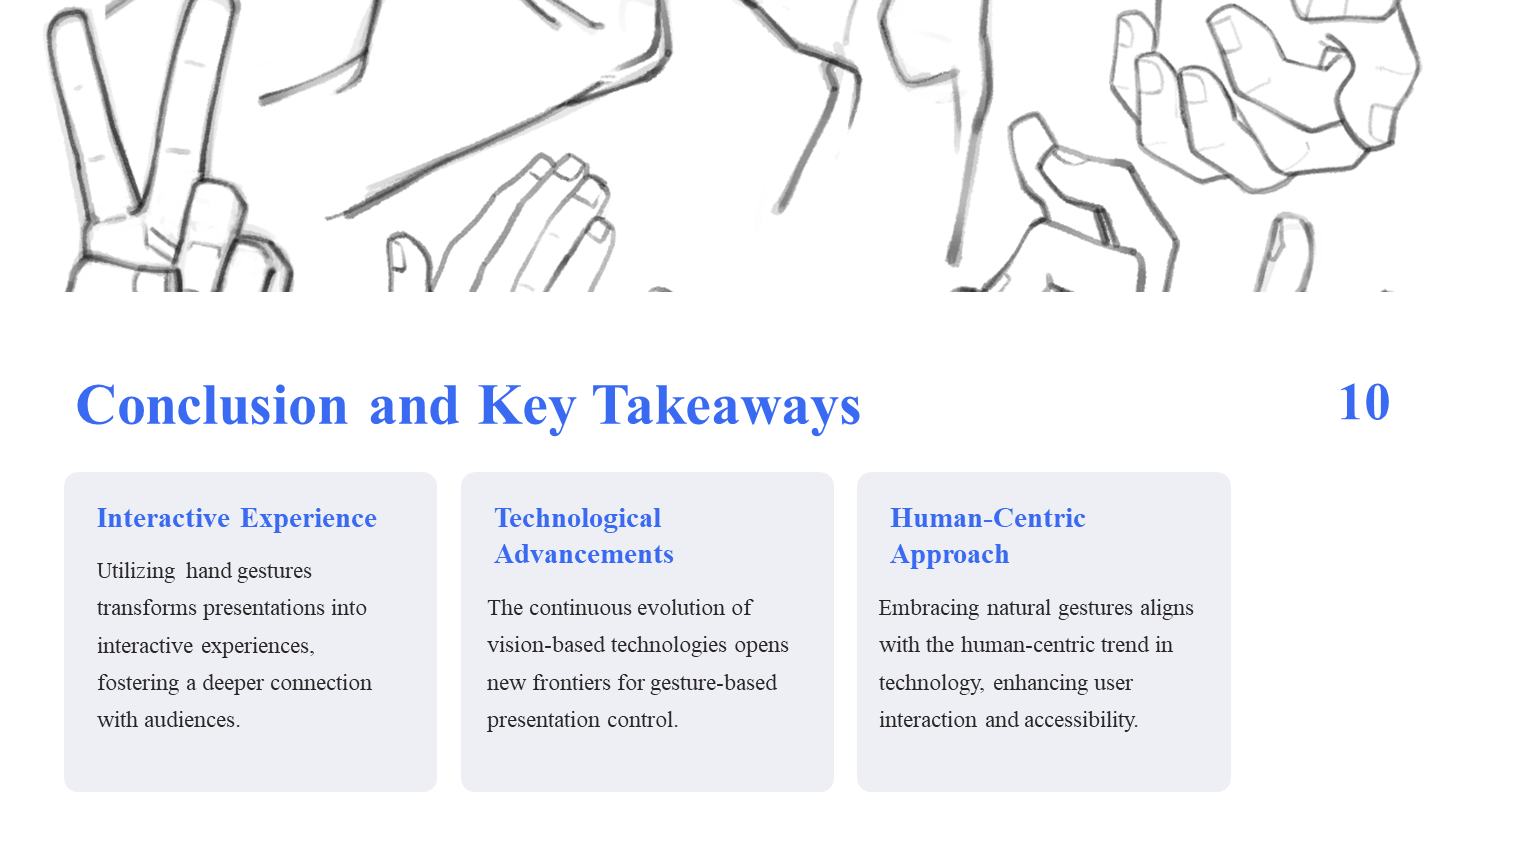 Conclusion and Key Takeaways
10
Interactive Experience
Utilizing hand gestures
transforms presentations into
interactive experiences,
fostering a deeper connection
with audiences.
Technological
Advancements
The continuous evolution of
vision-based technologies opens
new frontiers for gesture-based
presentation control.
Human-Centric
Approach
Embracing natural gestures aligns
with the human-centric trend in
technology, enhancing user
interaction and accessibility.